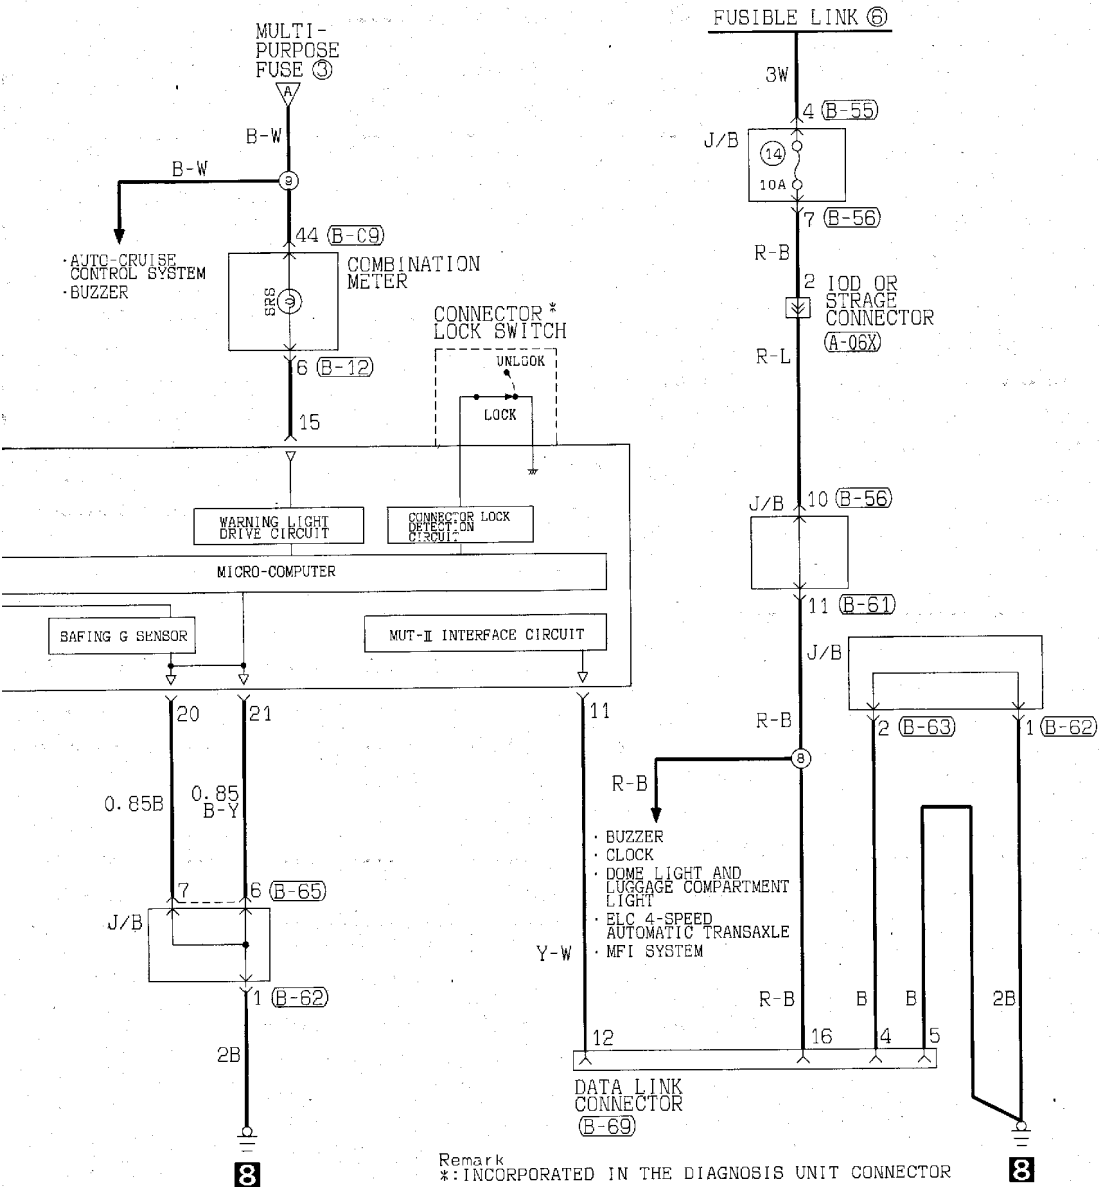 MULTI-
PURPOSE
FUSE ③
A
B-W
B-W
9
44 (B-C9)
· AUTO-CRUISE
CONTROL SYSTEM
· BUZZER
COMBINATION
METER
SRS
6 (B-12)
15
CONNECTOR *
LOCK SWITCH
UNLOOK
LOCK
FUSIBLE LINK ⑥
3W
4 (B-55)
J/B
14
10A
7 (B-56)
R-B
2
IOD OR
STRAGE
CONNECTOR
(A-06X)
R-L
WARNING LIGHT
DRIVE CIRCUIT
CONNECTOR LOCK
DETECTION
CIRCUIT
MICRO-COMPUTER
BAFING G SENSOR
MUT-Ⅱ INTERFACE CIRCUIT
J/B
10 (B-56)
11 (B-61)
J/B
20
21
11
R-B
2 (B-63)
1 (B-62)
8
R-B
0.85B
0.85
B-Y
· BUZZER
· CLOCK
· DOME LIGHT AND
LUGGAGE COMPARTMENT
LIGHT
· ELC 4-SPEED
AUTOMATIC TRANSAXLE
· MFI SYSTEM
7
6 (B-65)
J/B
1 (B-62)
Y-W
R-B
B
B
2B
2B
12
16
4
5
DATA LINK
CONNECTOR
(B-69)
8
8
Remark
*:INCORPORATED IN THE DIAGNOSIS UNIT CONNECTOR